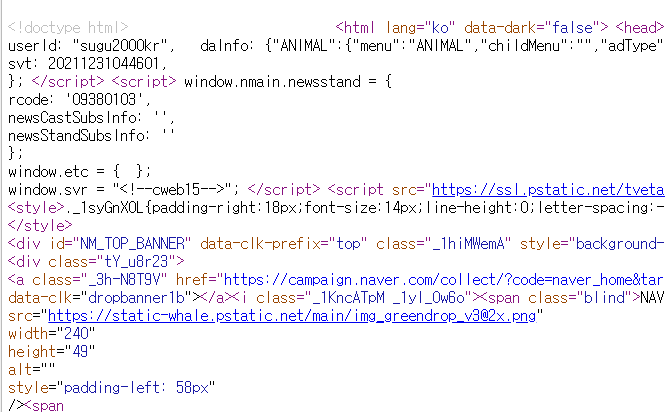 <!doctype html> <html lang="ko" data-dark="false"> <head>
userId: "sugu2000kr", daInfo: {"ANIMAL":{"menu":"ANIMAL","childMenu":"","adType"
svt: 20211231044601,
}; </script> <script> window.nmain.newsstand = {
rcode: '09380103',
newsCastSubsInfo: '',
newsStandSubsInfo: ''
};
window.etc = { };
window.svr = "<!--cweb15-->"; </script> <script src="https://ssl.pstatic.net/tveta
<style>._1syGnXOL{padding-right:18px;font-size:14px;line-height:0;letter-spacing:-
</style>
<div id="NM_TOP_BANNER" data-clk-prefix="top" class="_1hiMWemA" style="background-
<div class="tY_u8r23">
<a class="_3h-N8T9V" href="https://campaign.naver.com/collect/?code=naver_home&tar
data-clk="dropbanner1b"></a><i class="_1KncATpM _1yl_Ow6o"><span class="blind">NAV
src="https://static-whale.pstatic.net/main/img_greendrop_v3@2x.png"
width="240"
height="49"
alt=""
style="padding-left: 58px"
/><span